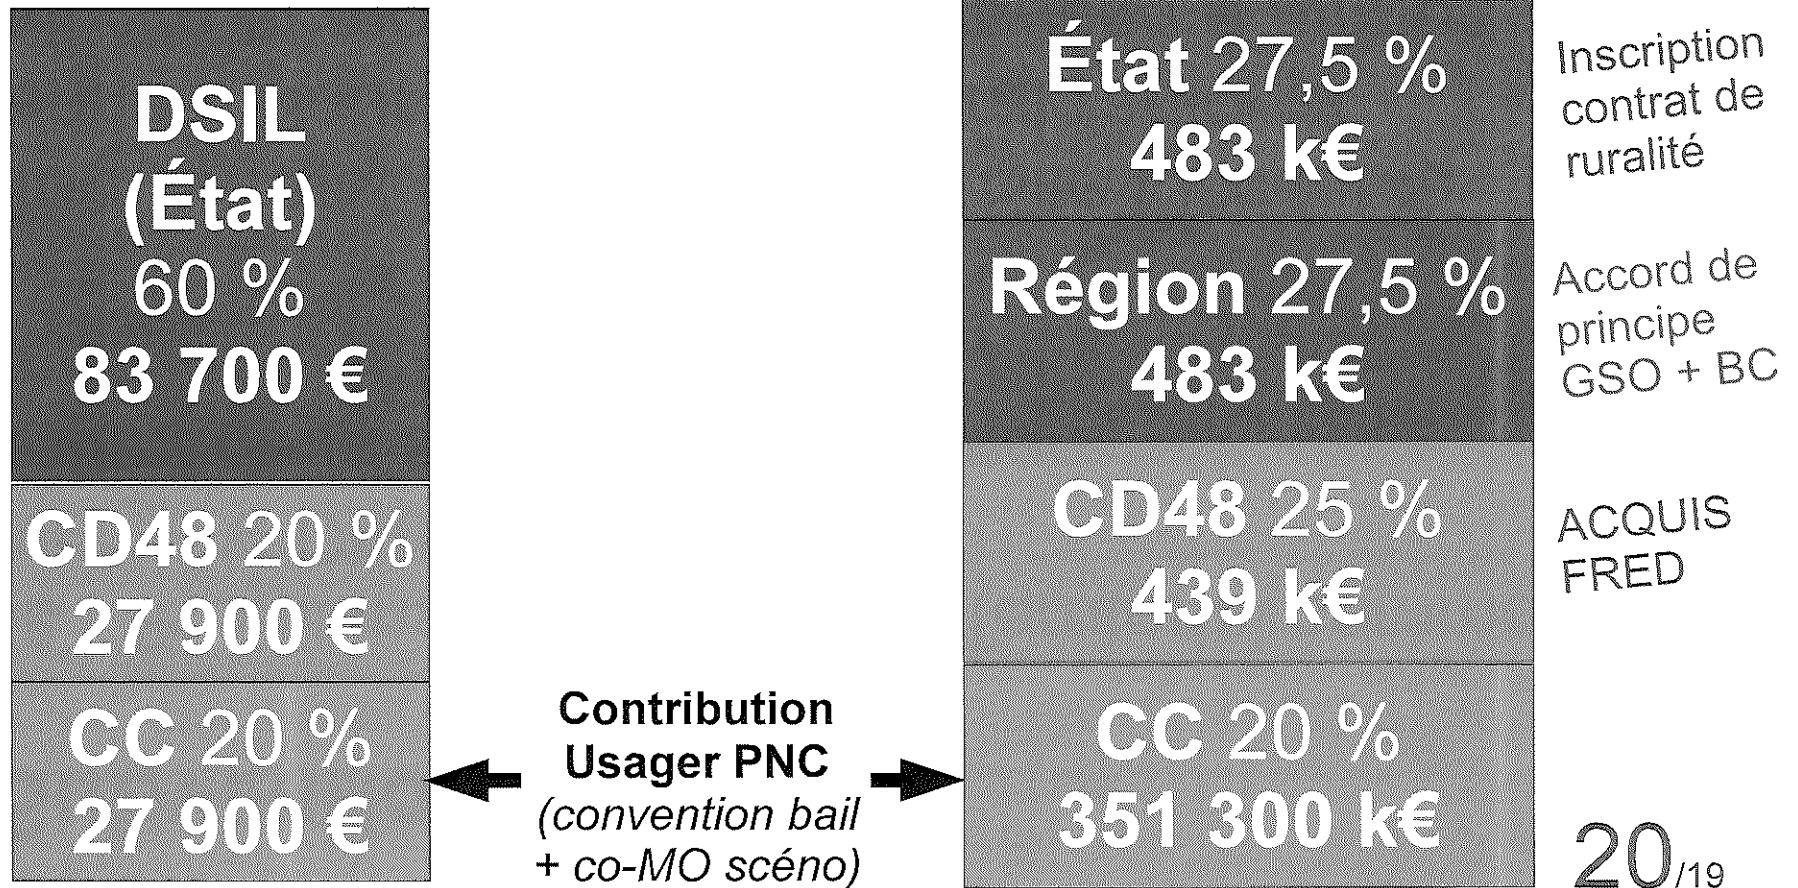 DSIL
(État)
60 %
83 700 €
CD48 20 %
27 900 €
CC 20 %
27 900 €
Contribution
Usager PNC
(convention bail
+ co-MO scéno)
État 27,5 %
483 k€
Région 27,5 %
483 k€
CD48 25 %
439 k€
CC 20 %
351 300 k€
Inscription
contrat de
ruralité
Accord de
principe
GSO + BC
ACQUIS
FRED
20/19